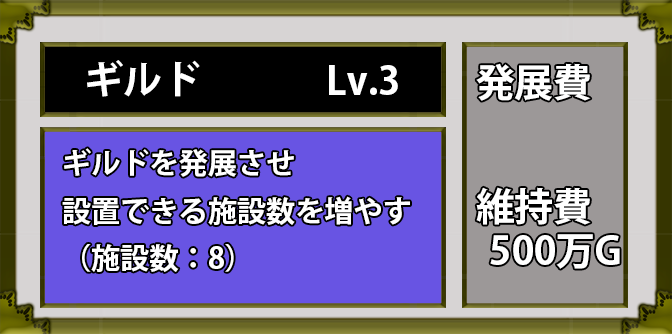 ギルド Lv.3
ギルドを発展させ
設置できる施設数を増やす
（施設数：8）
発展費
維持費
500万G